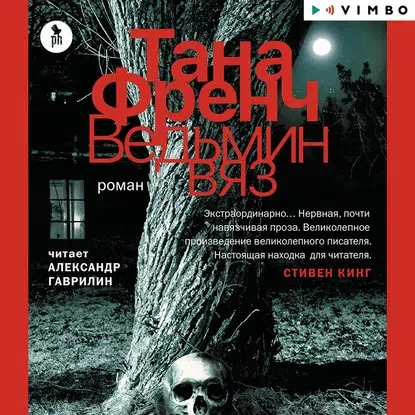 ph
VIMBO
Тана
Френч
Ведьмин
вяз
роман
Экстраординарно... Нервная, почти
навязчивая проза. Великолепное
произведение великолепного писателя.
Настоящая находка для читателя.
СТИВЕН КИНГ
читает
АЛЕКСАНДР
ГАВРИЛИН